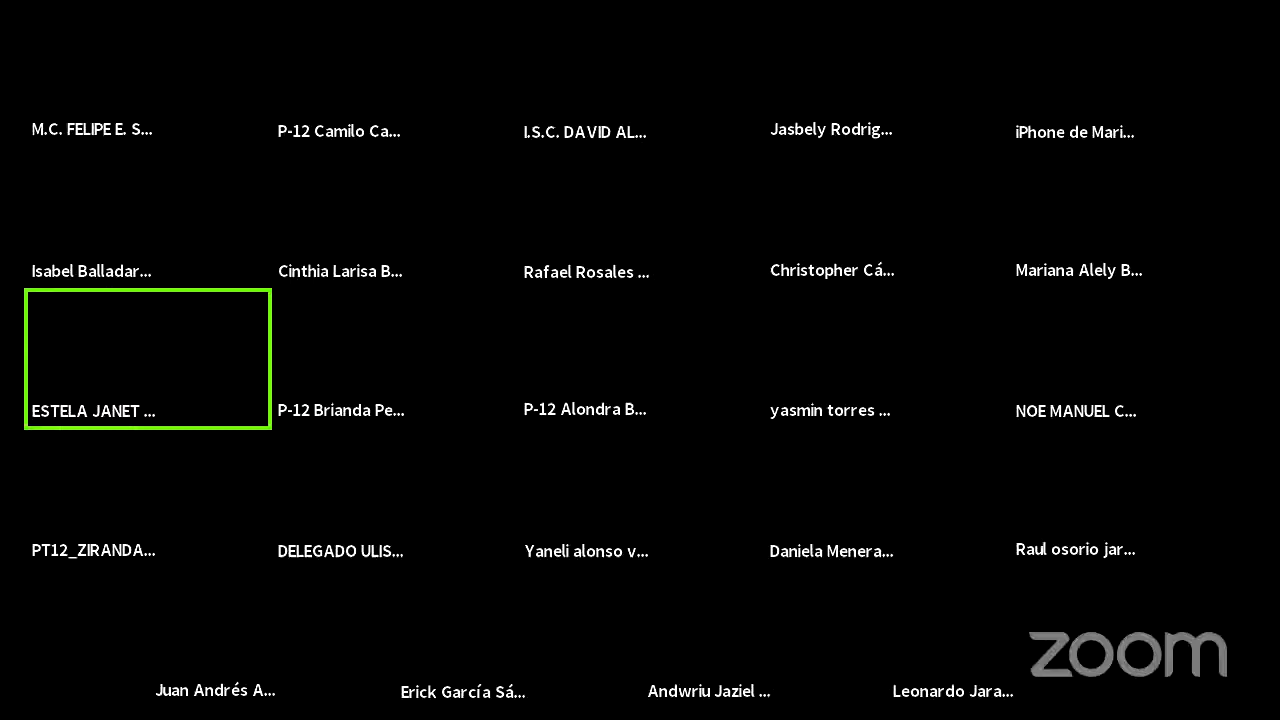 M.C. FELIPE E. S...
P-12 Camilo Ca...
I.S.C. DAVID AL...
Jasbely Rodrig...
iPhone de Mari...
Isabel Balladar...
Cinthia Larisa B...
Rafael Rosales ...
Christopher Cá...
Mariana Alely B...
ESTELA JANET ...
P-12 Brianda Pe...
P-12 Alondra B...
yasmin torres ...
NOE MANUEL C...
PT12_ZIRANDA...
DELEGADO ULIS...
Yaneli alonso v...
Daniela Menera...
Raul osorio jar...
Juan Andrés A...
Erick García Sá...
Andwriu Jaziel ...
Leonardo Jara...
zoom